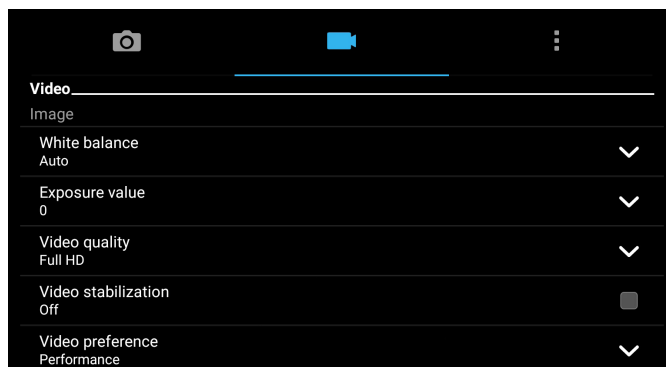 Video
Image
White balance
Auto
Exposure value
0
Video quality
Full HD
Video stabilization
Off
Video preference
Performance